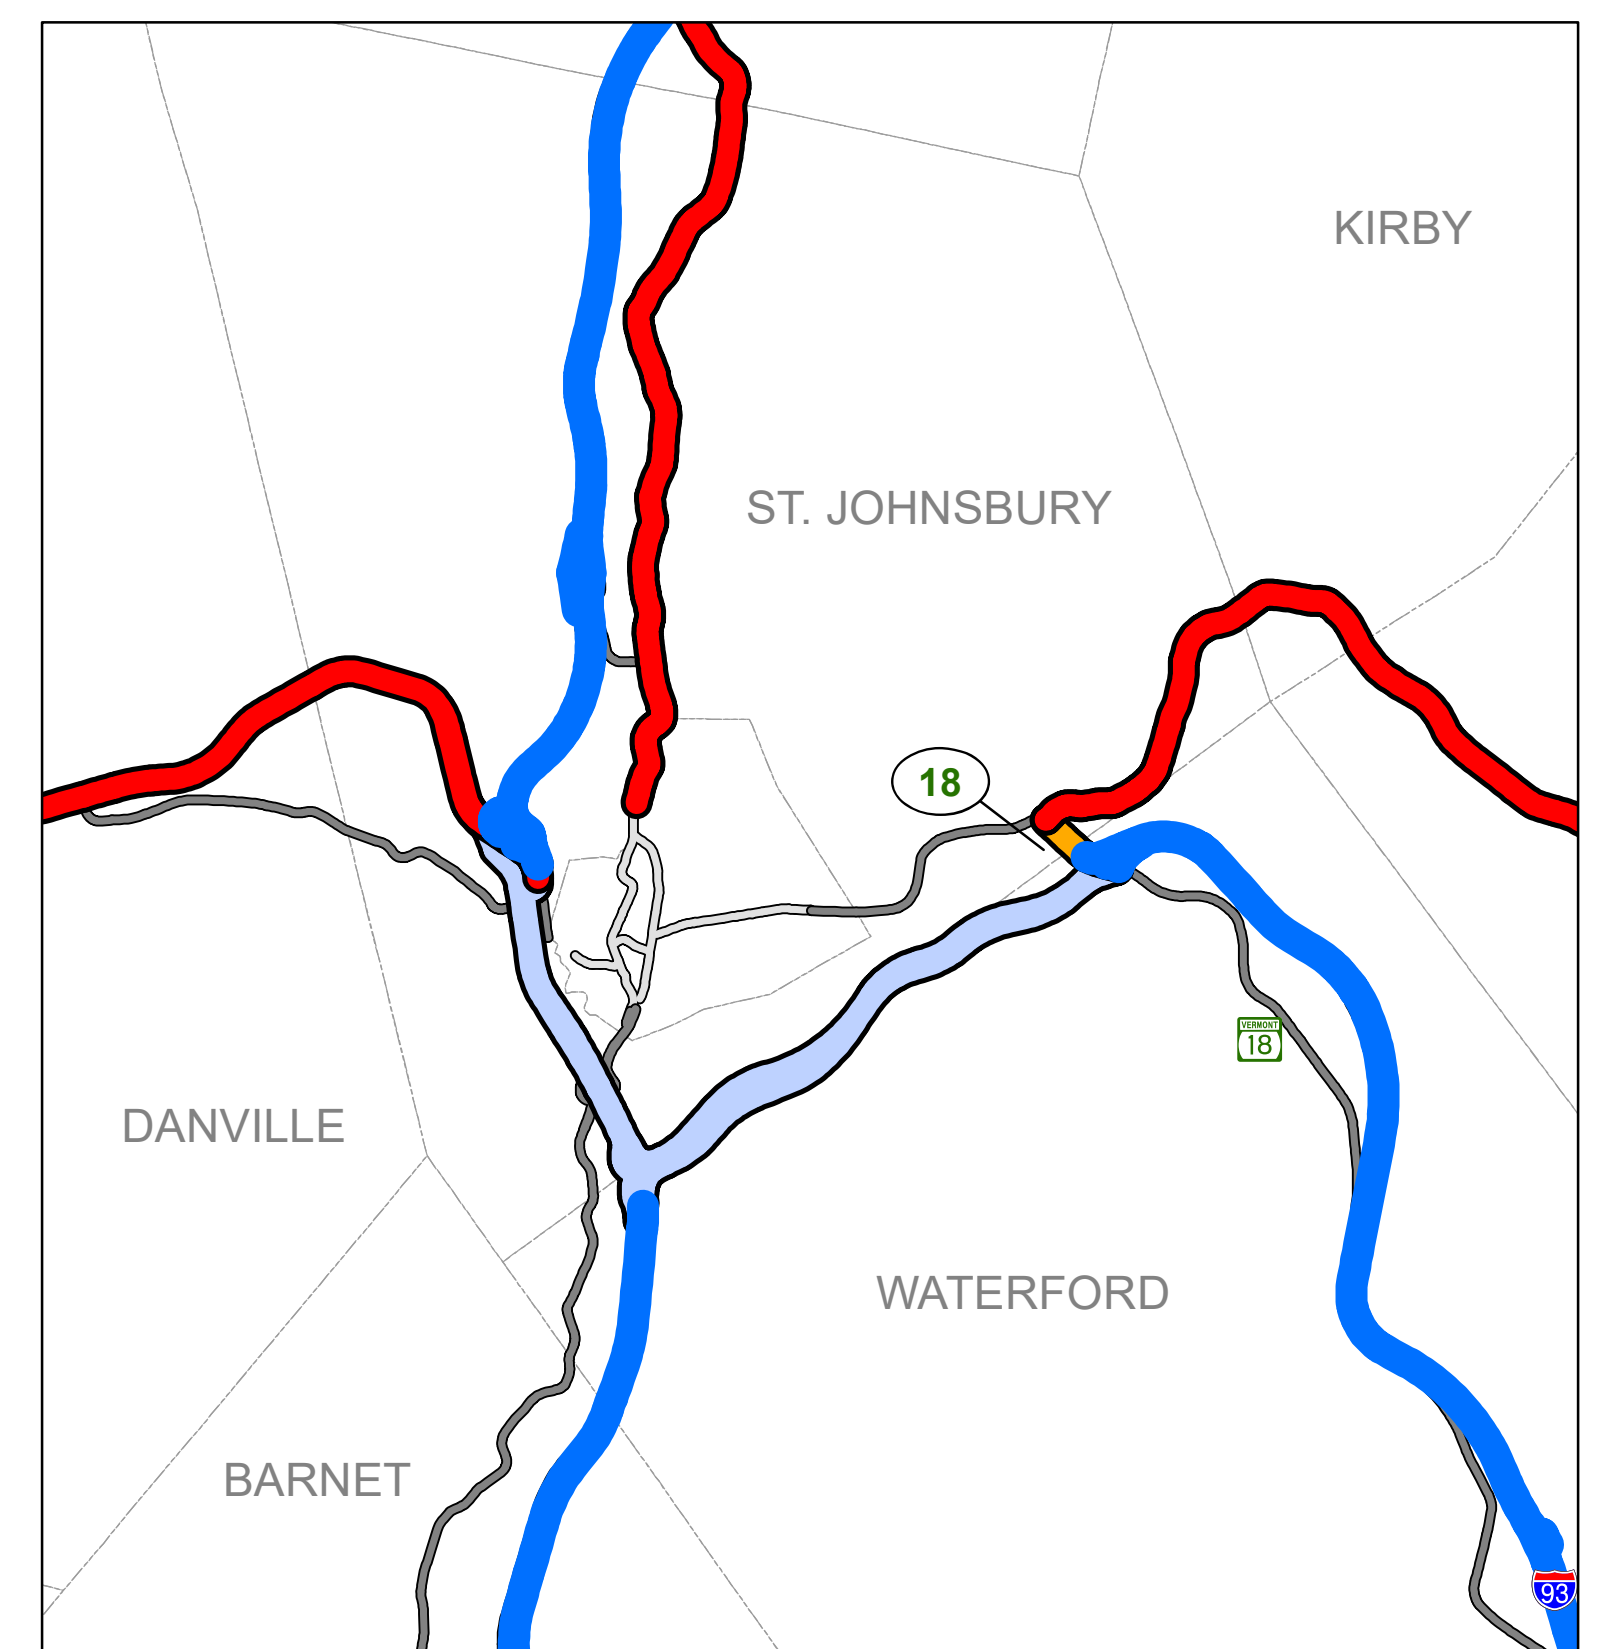 KIRBY
ST. JOHNSBURY
18
VERMONT
18
DANVILLE
WATERFORD
BARNET
93